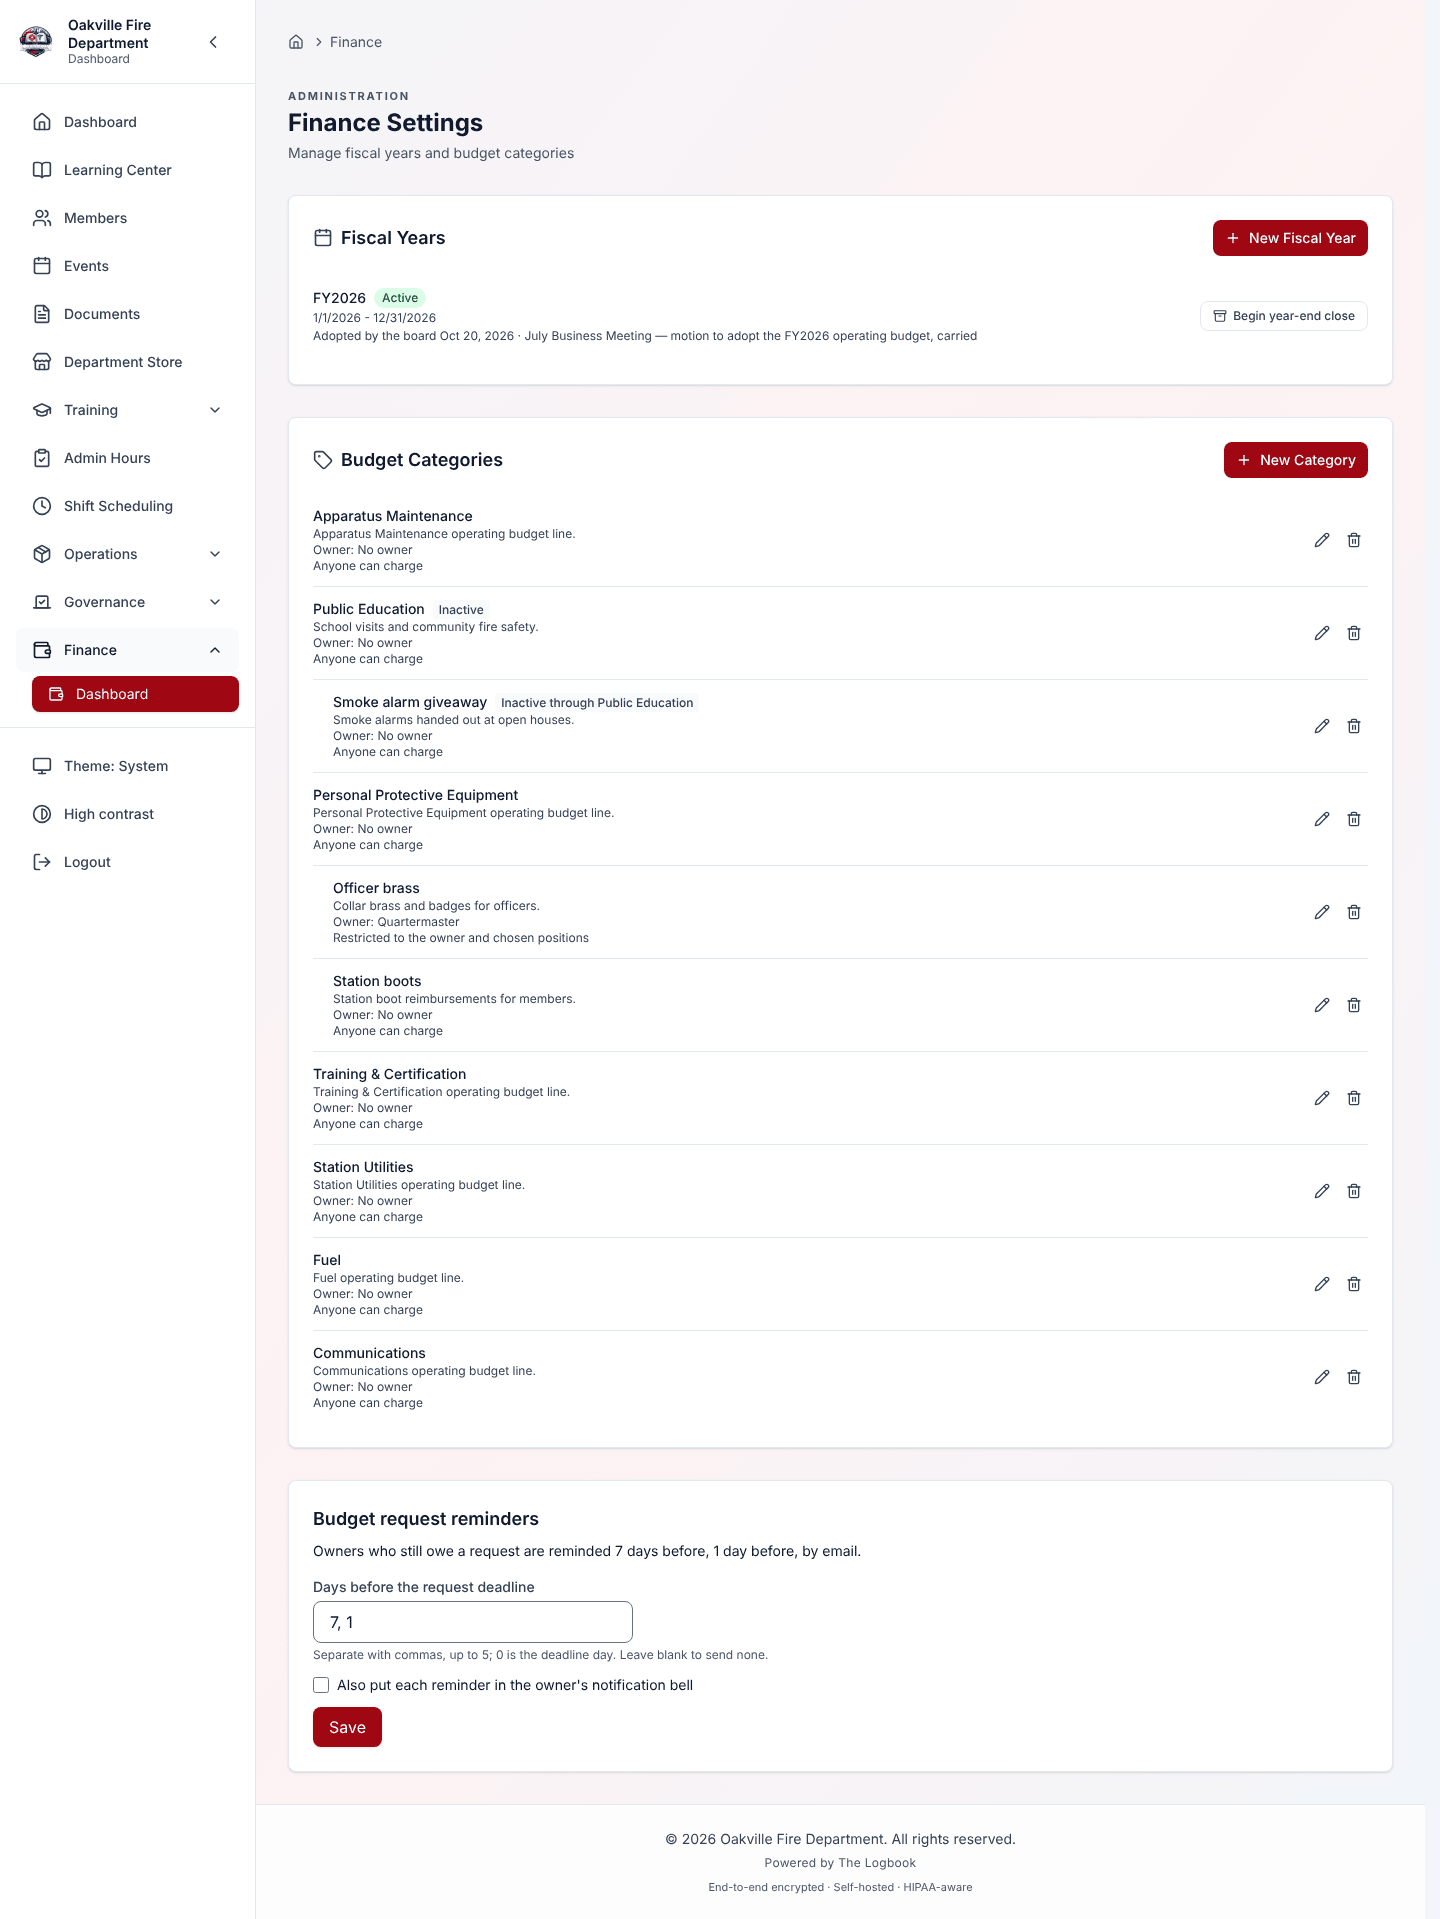 Oakville Fire
Department
Dashboard
Dashboard
Learning Center
Members
Events
Documents
Department Store
Training
Admin Hours
Shift Scheduling
Operations
Governance
Finance
Dashboard
Theme: System
High contrast
Logout
Finance
ADMINISTRATION
Finance Settings
Manage fiscal years and budget categories
Fiscal Years
New Fiscal Year
FY2026 Active
1/1/2026 - 12/31/2026
Adopted by the board Oct 20, 2026 · July Business Meeting — motion to adopt the FY2026 operating budget, carried
Begin year-end close
Budget Categories
New Category
Apparatus Maintenance
Apparatus Maintenance operating budget line.
Owner: No owner
Anyone can charge
Public Education Inactive
School visits and community fire safety.
Owner: No owner
Anyone can charge
Smoke alarm giveaway Inactive through Public Education
Smoke alarms handed out at open houses.
Owner: No owner
Anyone can charge
Personal Protective Equipment
Personal Protective Equipment operating budget line.
Owner: No owner
Anyone can charge
Officer brass
Collar brass and badges for officers.
Owner: Quartermaster
Restricted to the owner and chosen positions
Station boots
Station boot reimbursements for members.
Owner: No owner
Anyone can charge
Training & Certification
Training & Certification operating budget line.
Owner: No owner
Anyone can charge
Station Utilities
Station Utilities operating budget line.
Owner: No owner
Anyone can charge
Fuel
Fuel operating budget line.
Owner: No owner
Anyone can charge
Communications
Communications operating budget line.
Owner: No owner
Anyone can charge
Budget request reminders
Owners who still owe a request are reminded 7 days before, 1 day before, by email.
Days before the request deadline
7, 1
Separate with commas, up to 5; 0 is the deadline day. Leave blank to send none.
Also put each reminder in the owner's notification bell
Save
© 2026 Oakville Fire Department. All rights reserved.
Powered by The Logbook
End-to-end encrypted · Self-hosted · HIPAA-aware